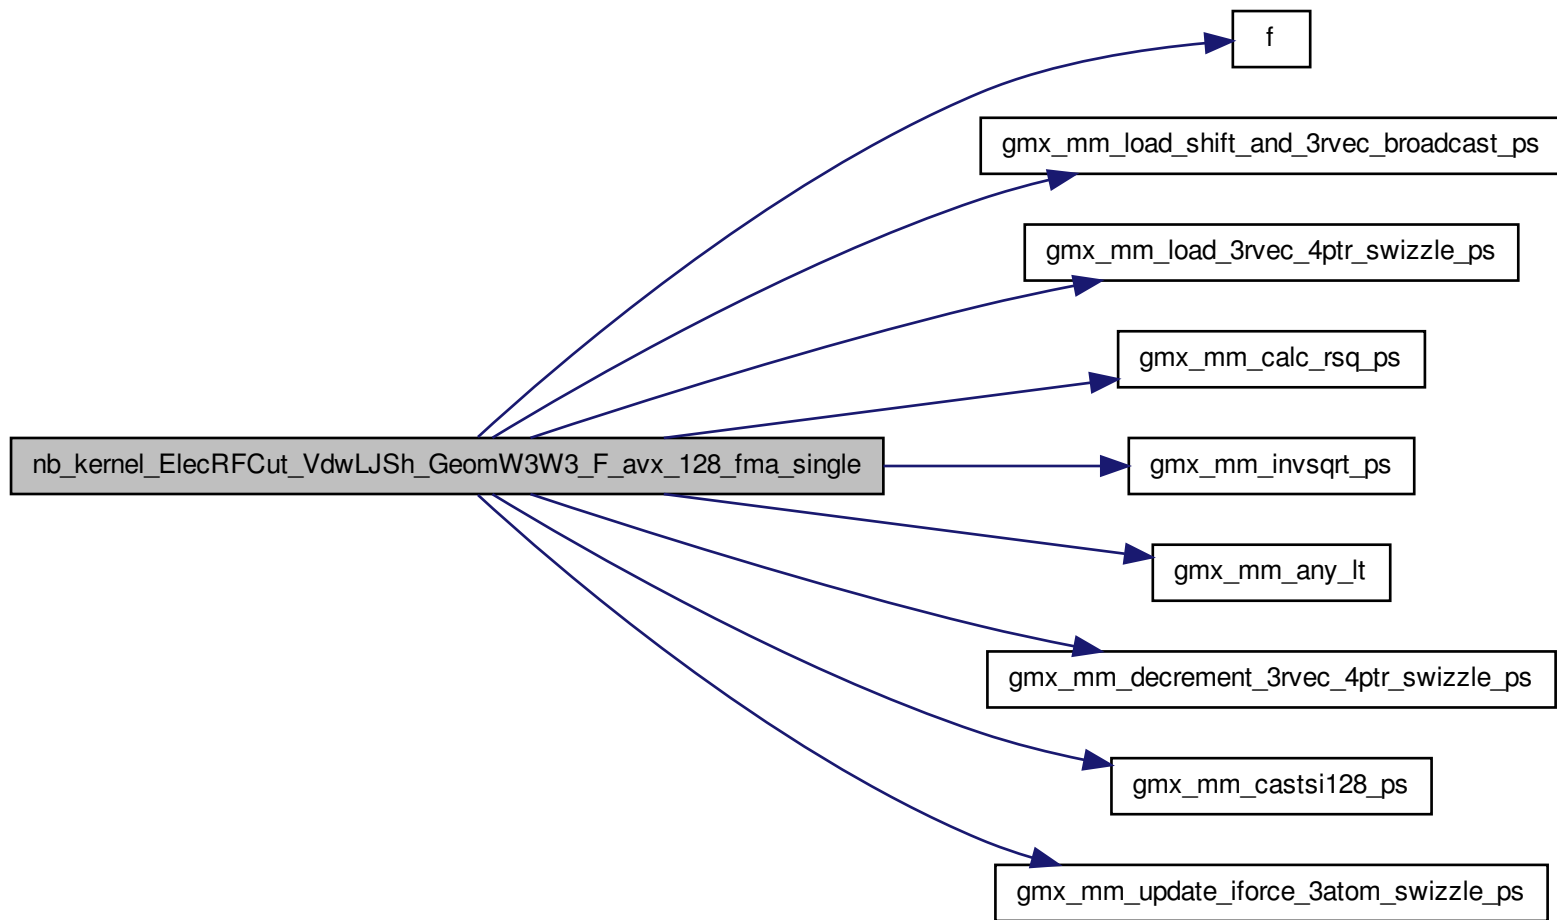 f
gmx_mm_load_shift_and_3rvec_broadcast_ps
gmx_mm_load_3rvec_4ptr_swizzle_ps
gmx_mm_calc_rsq_ps
nb_kernel_ElecRFCut_VdwLJSh_GeomW3W3_F_avx_128_fma_single
gmx_mm_invsqrt_ps
gmx_mm_any_lt
gmx_mm_decrement_3rvec_4ptr_swizzle_ps
gmx_mm_castsi128_ps
gmx_mm_update_iforce_3atom_swizzle_ps